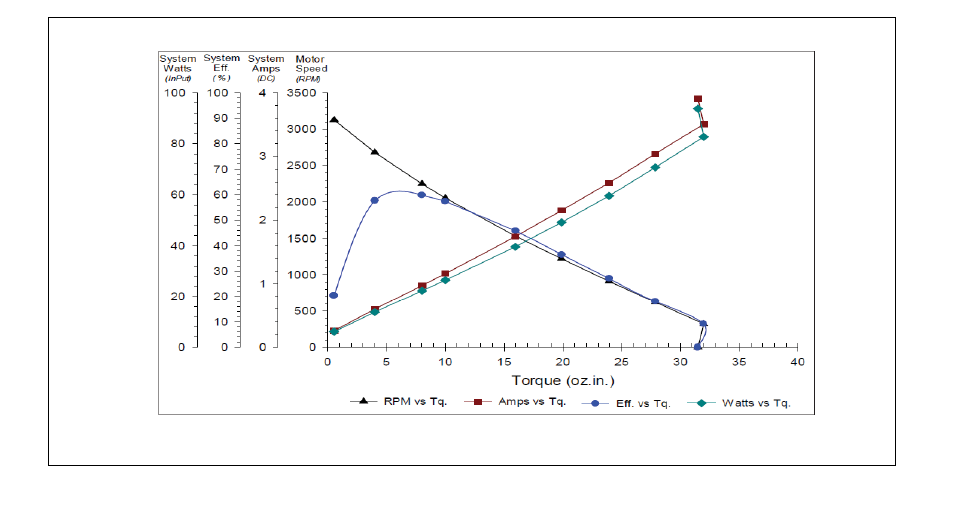 System System System Motor
Watts Eff. Amps Speed
(InPut) (%) (DC) (RPM)
100 100 4 3500
90
3000
80 80
3
70 2500
60 60 2000
50 2
1500
40 40
30 1 1000
20 20
500
10
0 0 0 0
0 5 10 15 20 25 30 35 40
Torque (oz.in.)
RPM vs Tq. Amps vs Tq. Eff. vs Tq. Watts vs Tq.